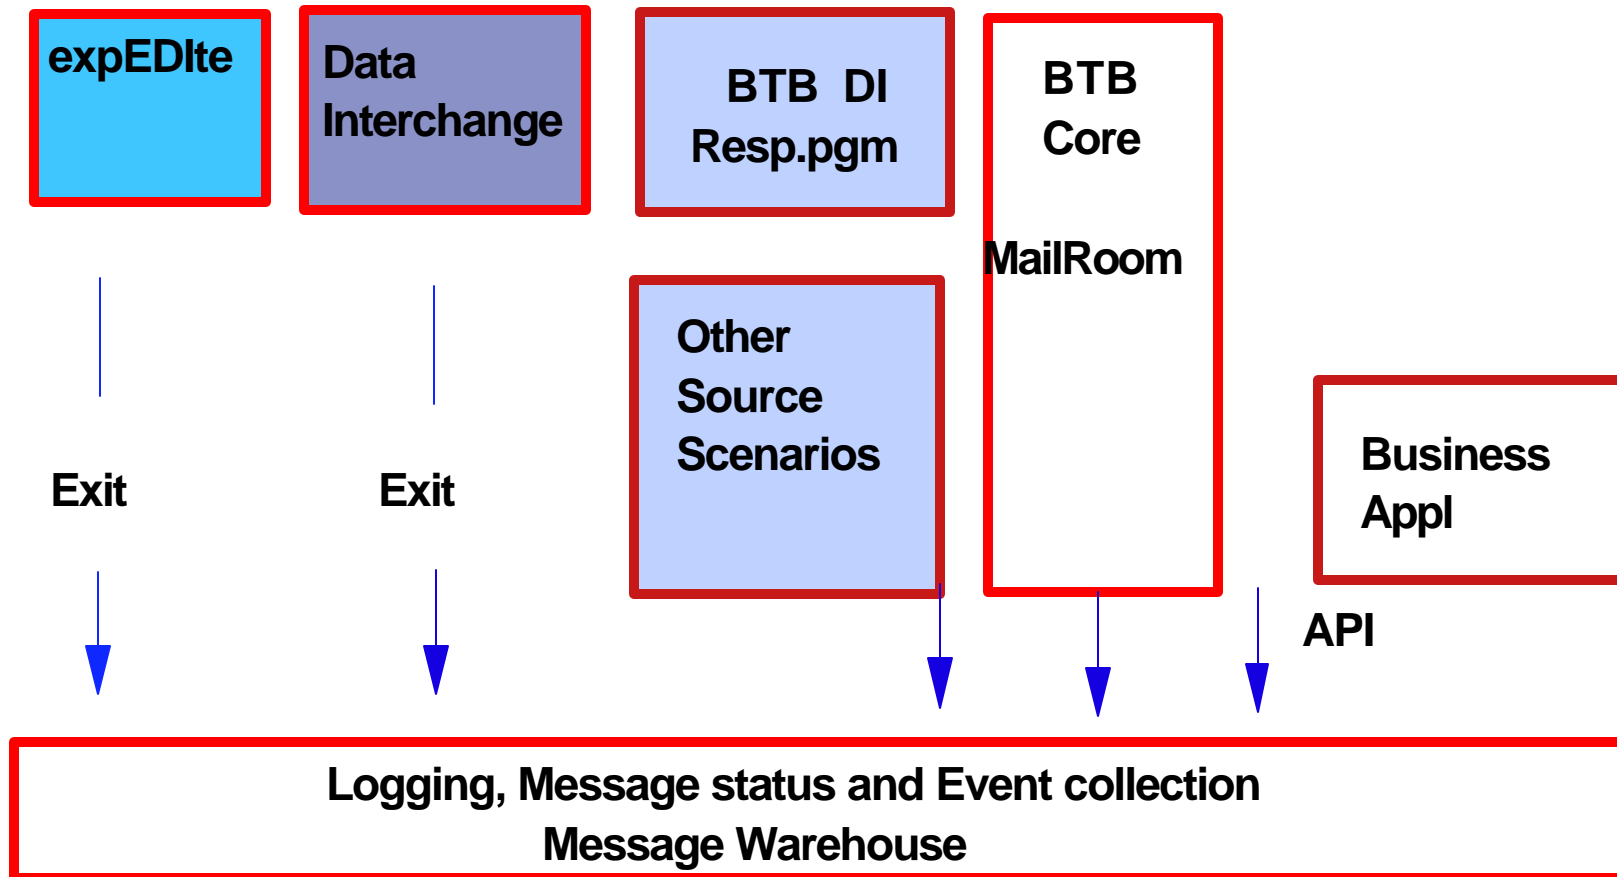 expEDIte
Data
Interchange
BTB DI
Resp.pgm
BTB
Core
MailRoom
Other
Source
Scenarios
Business
Appl
Exit
Exit
API
Logging, Message status and Event collection
Message Warehouse